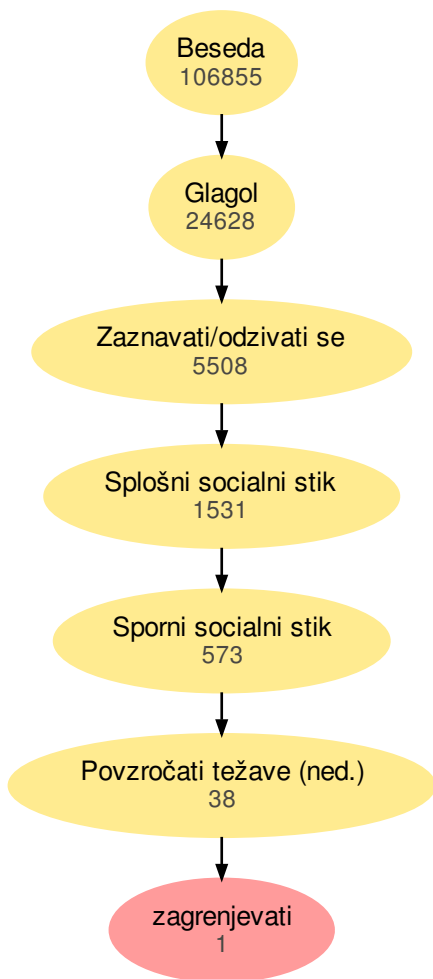 Beseda
106855
Glagol
24628
Zaznavati/odzivati se
5508
Splošni socialni stik
1531
Sporni socialni stik
573
Povzročati težave (ned.)
38
zagrenjevati
1